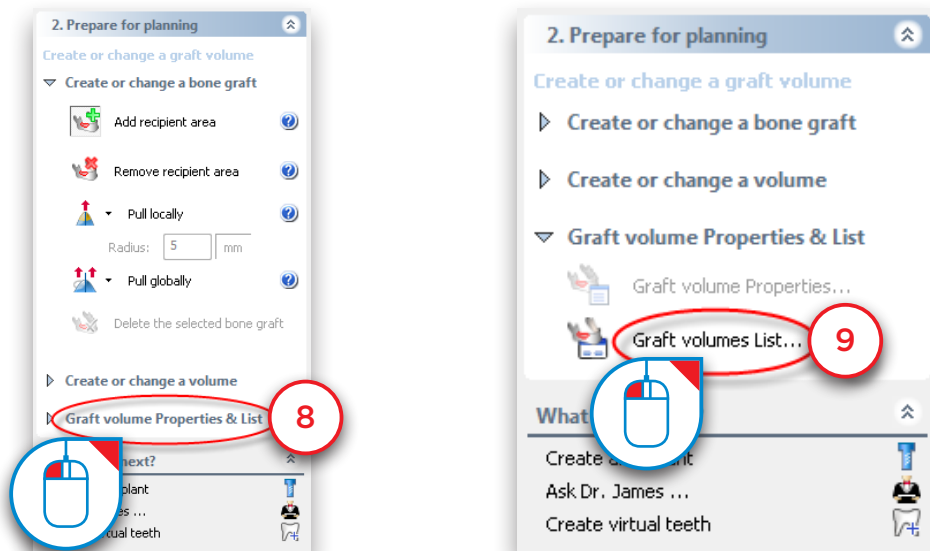 2. Prepare for planning
Create or change a graft volume
Create or change a bone graft
Add recipient area
Remove recipient area
Pull locally
Radius: 5 mm
Pull globally
Delete the selected bone graft
Create or change a volume
Graft volume Properties & List
8
next?
plant
es ...
tual teeth
2. Prepare for planning
Create or change a graft volume
Create or change a bone graft
Create or change a volume
Graft volume Properties & List
Graft volume Properties...
Graft volumes List...
9
What
Create a
Ask Dr. James ...
Create virtual teeth